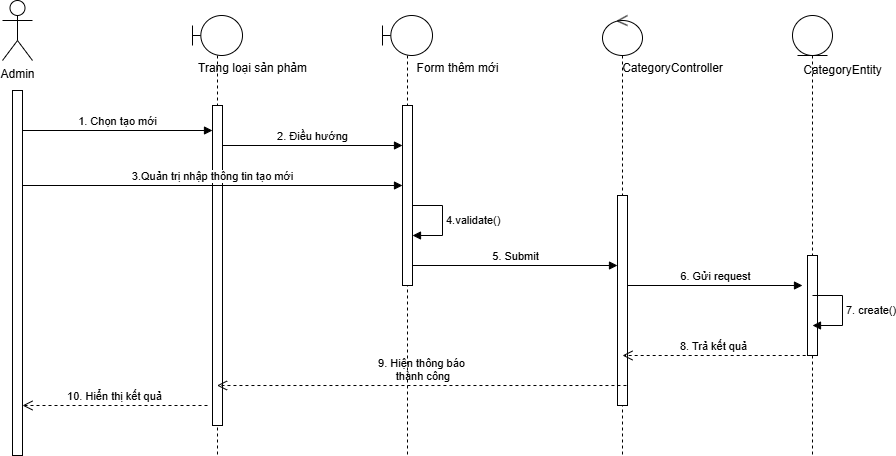 Admin
Trang loại sản phảm
Form thêm mới
CategoryController
CategoryEntity
1. Chọn tạo mới
2. Điều hướng
3.Quản trị nhập thông tin tạo mới
4.validate()
5. Submit
6. Gửi request
7. create()
8. Trả kết quả
9. Hiện thông báo
thành công
10. Hiển thị kết quả